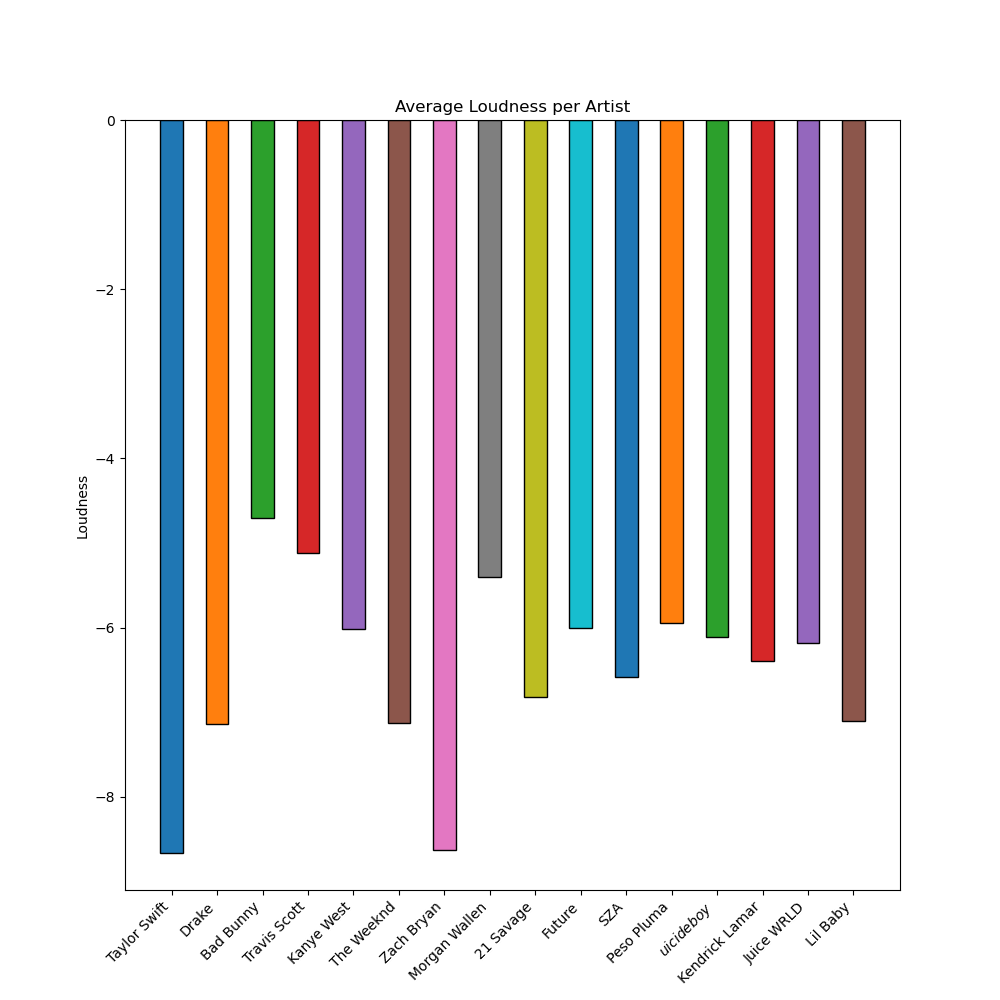 Average Loudness per Artist
0
−2
−4
−6
−8
Loudness
Taylor Swift
Drake
Bad Bunny
Travis Scott
Kanye West
The Weeknd
Zach Bryan
Morgan Wallen
21 Savage
Future
SZA
Peso Pluma
uicideboy
Kendrick Lamar
Juice WRLD
Lil Baby